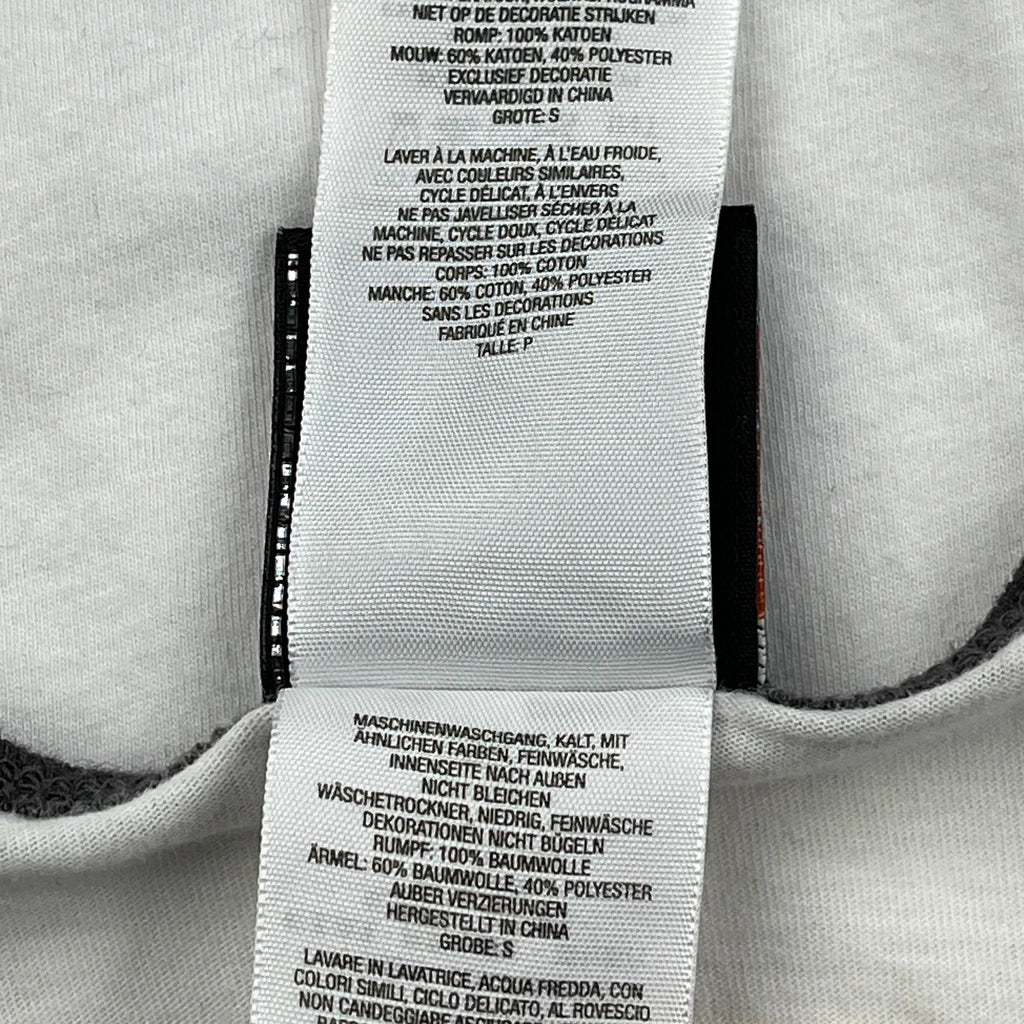 NIET OP DE DECORATIE STRIJKEN
ROMP: 100% KATOEN
MOUW: 60% KATOEN, 40% POLYESTER
EXCLUSIEF DECORATIE
VERVAARDIGD IN CHINA
GROTE: S
LAVER À LA MACHINE, À L'EAU FROIDE,
AVEC COULEURS SIMILAIRES,
CYCLE DÉLICAT, À L'ENVERS
NE PAS JAVELLISER SÉCHER A LA
MACHINE, CYCLE DOUX, CYCLE DÉLICAT
NE PAS REPASSER SUR LES DECORATIONS
CORPS: 100% COTON
MANCHE: 60% COTON, 40% POLYESTER
SANS LES DECORATIONS
FABRIQUÉ EN CHINE
TALLE: P
MASCHINENWASCHGANG, KALT, MIT
ÄHNLICHEN FARBEN, FEINWÄSCHE,
INNENSEITE NACH AUßEN
NICHT BLEICHEN
WÄSCHETROCKNER, NIEDRIG, FEINWÄSCHE
DEKORATIONEN NICHT BÜGELN
RUMPF: 100% BAUMWOLLE
ÄRMEL: 60% BAUMWOLLE, 40% POLYESTER
AUßER VERZIERUNGEN
HERGESTELLT IN CHINA
GRÖBE: S
LAVARE IN LAVATRICE, ACQUA FREDDA, CON
COLORI SIMILI, CICLO DELICATO, AL ROVESCIO
NON CANDEGGIARE